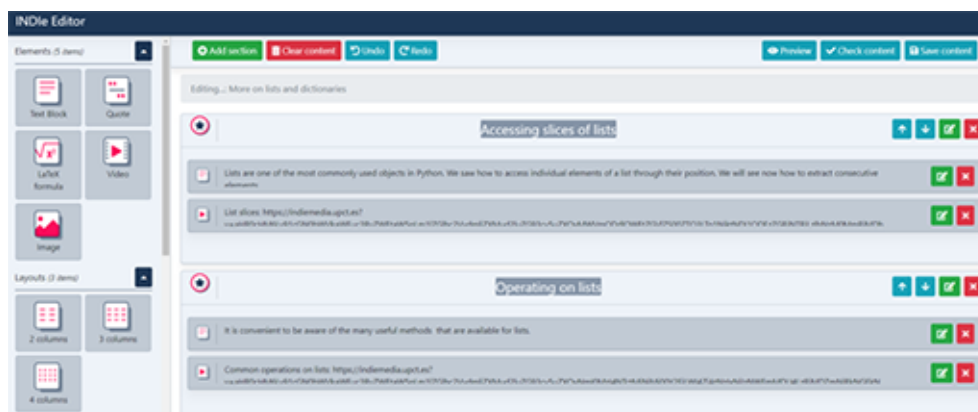 INDIe Editor
Elements (5 items)
Add section
Clear content
Undo
Redo
Preview
Check content
Save content
Text Block
Quote
Editing...: More on lists and dictionaries
Accessing slices of lists
LaTeX
formula
Video
Lists are one of the most commonly used objects in Python. We saw how to access individual elements of a list through their position. We will see now how to extract consecutive
elements
List slices: https://indiemedia.upct.es?
Image
Layouts (3 items)
Operating on lists
2 columns
3 columns
It is convenient to be aware of the many useful methods that are available for lists.
Common operations on lists: https://indiemedia.upct.es?
4 columns